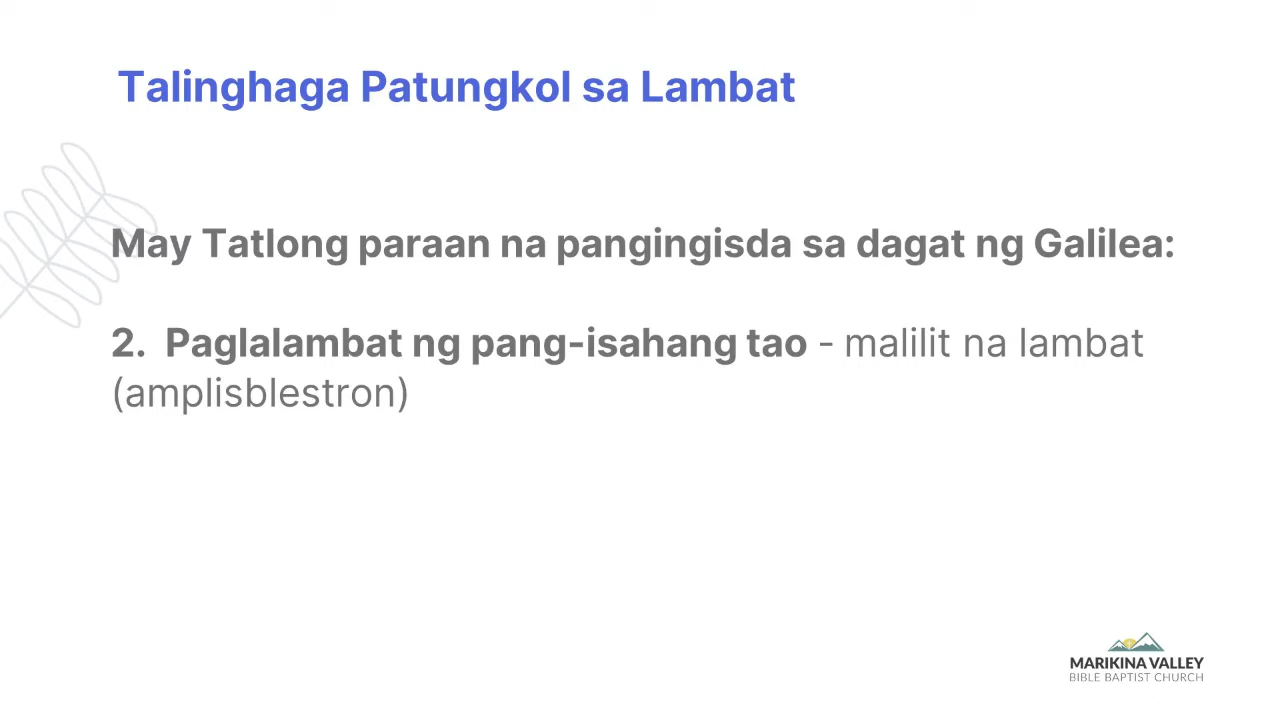 Talinghaga Patungkol sa Lambat
May Tatlong paraan na pangingisda sa dagat ng Galilea:
2. Paglalambat ng pang-isahang tao - malilit na lambat
(amplisblestron)
MARIKINA VALLEY
BIBLE BAPTIST CHURCH